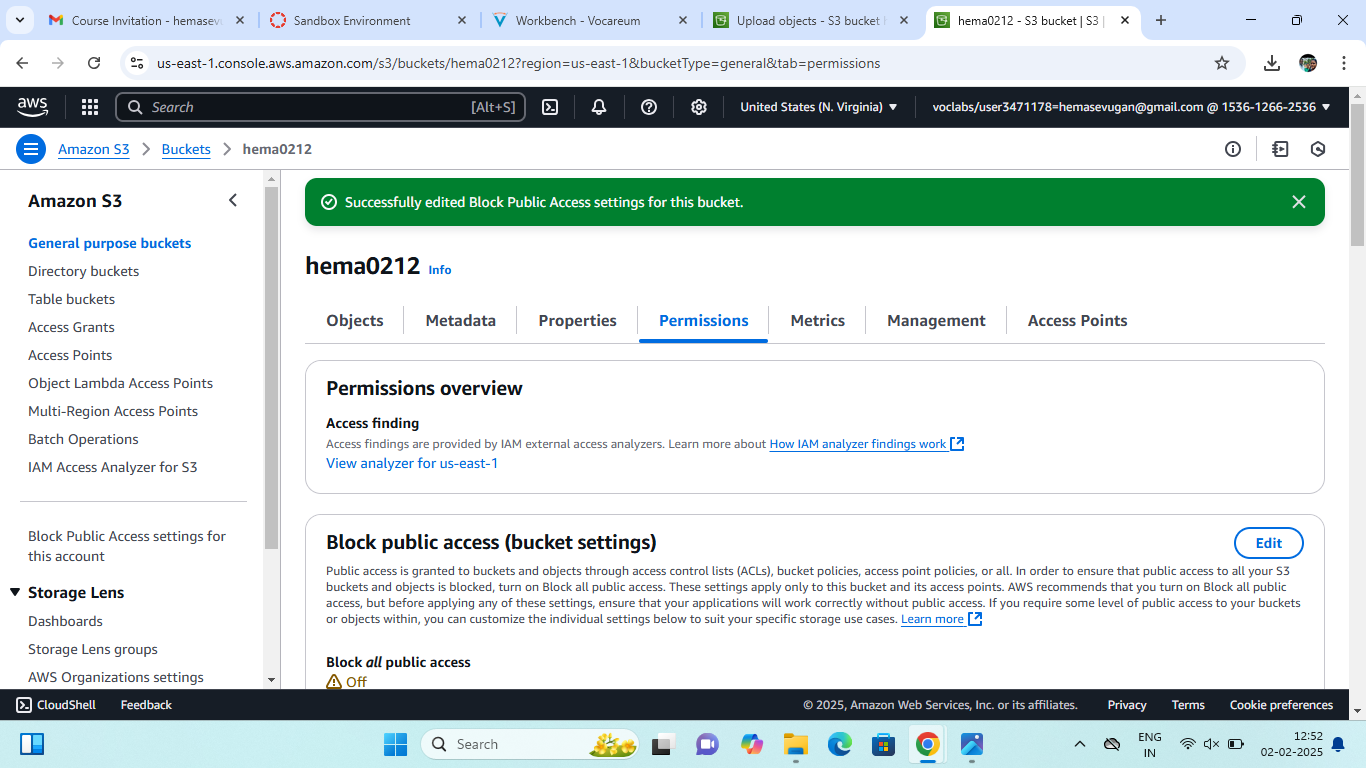 Course Invitation - hemasev
Sandbox Environment
Workbench - Vocareum
Upload objects - S3 bucket
hema0212 - S3 bucket | S3 |
us-east-1.console.aws.amazon.com/s3/buckets/hema0212?region=us-east-1&bucketType=general&tab=permissions
aws
Search
[Alt+S]
United States (N. Virginia)
voclabs/user3471178=hemasevugan@gmail.com @ 1536-1266-2536
Amazon S3
Buckets
hema0212
Amazon S3
General purpose buckets
Directory buckets
Table buckets
Access Grants
Access Points
Object Lambda Access Points
Multi-Region Access Points
Batch Operations
IAM Access Analyzer for S3
Block Public Access settings for
this account
Storage Lens
Dashboards
Storage Lens groups
AWS Organizations settings
Successfully edited Block Public Access settings for this bucket.
hema0212 Info
Objects
Metadata
Properties
Permissions
Metrics
Management
Access Points
Permissions overview
Access finding
Access findings are provided by IAM external access analyzers. Learn more about How IAM analyzer findings work
View analyzer for us-east-1
Block public access (bucket settings)
Edit
Public access is granted to buckets and objects through access control lists (ACLs), bucket policies, access point policies, or all. In order to ensure that public access to all your S3
buckets and objects is blocked, turn on Block all public access. These settings apply only to this bucket and its access points. AWS recommends that you turn on Block all public
access, but before applying any of these settings, ensure that your applications will work correctly without public access. If you require some level of public access to your buckets
or objects within, you can customize the individual settings below to suit your specific storage use cases. Learn more
Block all public access
Off
CloudShell
Feedback
© 2025, Amazon Web Services, Inc. or its affiliates.
Privacy
Terms
Cookie preferences
Search
ENG
IN
12:52
02-02-2025